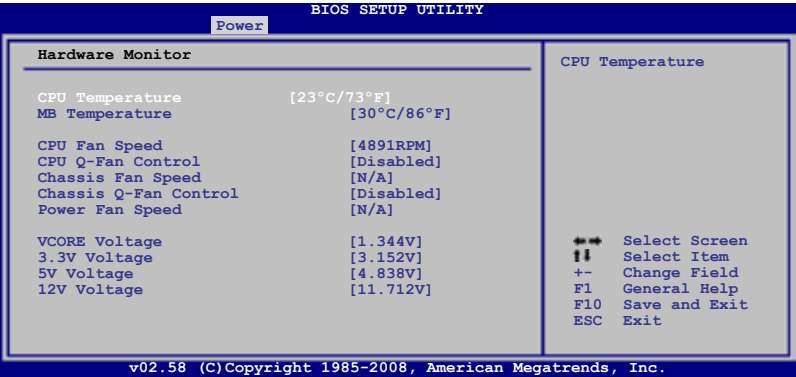 BIOS SETUP UTILITY
Power
Hardware Monitor
CPU Temperature [23°C/73°F]
MB Temperature [30°C/86°F]
CPU Fan Speed [4891RPM]
CPU Q-Fan Control [Disabled]
Chassis Fan Speed [N/A]
Chassis Q-Fan Control [Disabled]
Power Fan Speed [N/A]
VCORE Voltage [1.344V]
3.3V Voltage [3.152V]
5V Voltage [4.838V]
12V Voltage [11.712V]
CPU Temperature
←→ Select Screen
↑↓ Select Item
+- Change Field
F1 General Help
F10 Save and Exit
ESC Exit
v02.58 (C)Copyright 1985-2008, American Megatrends, Inc.